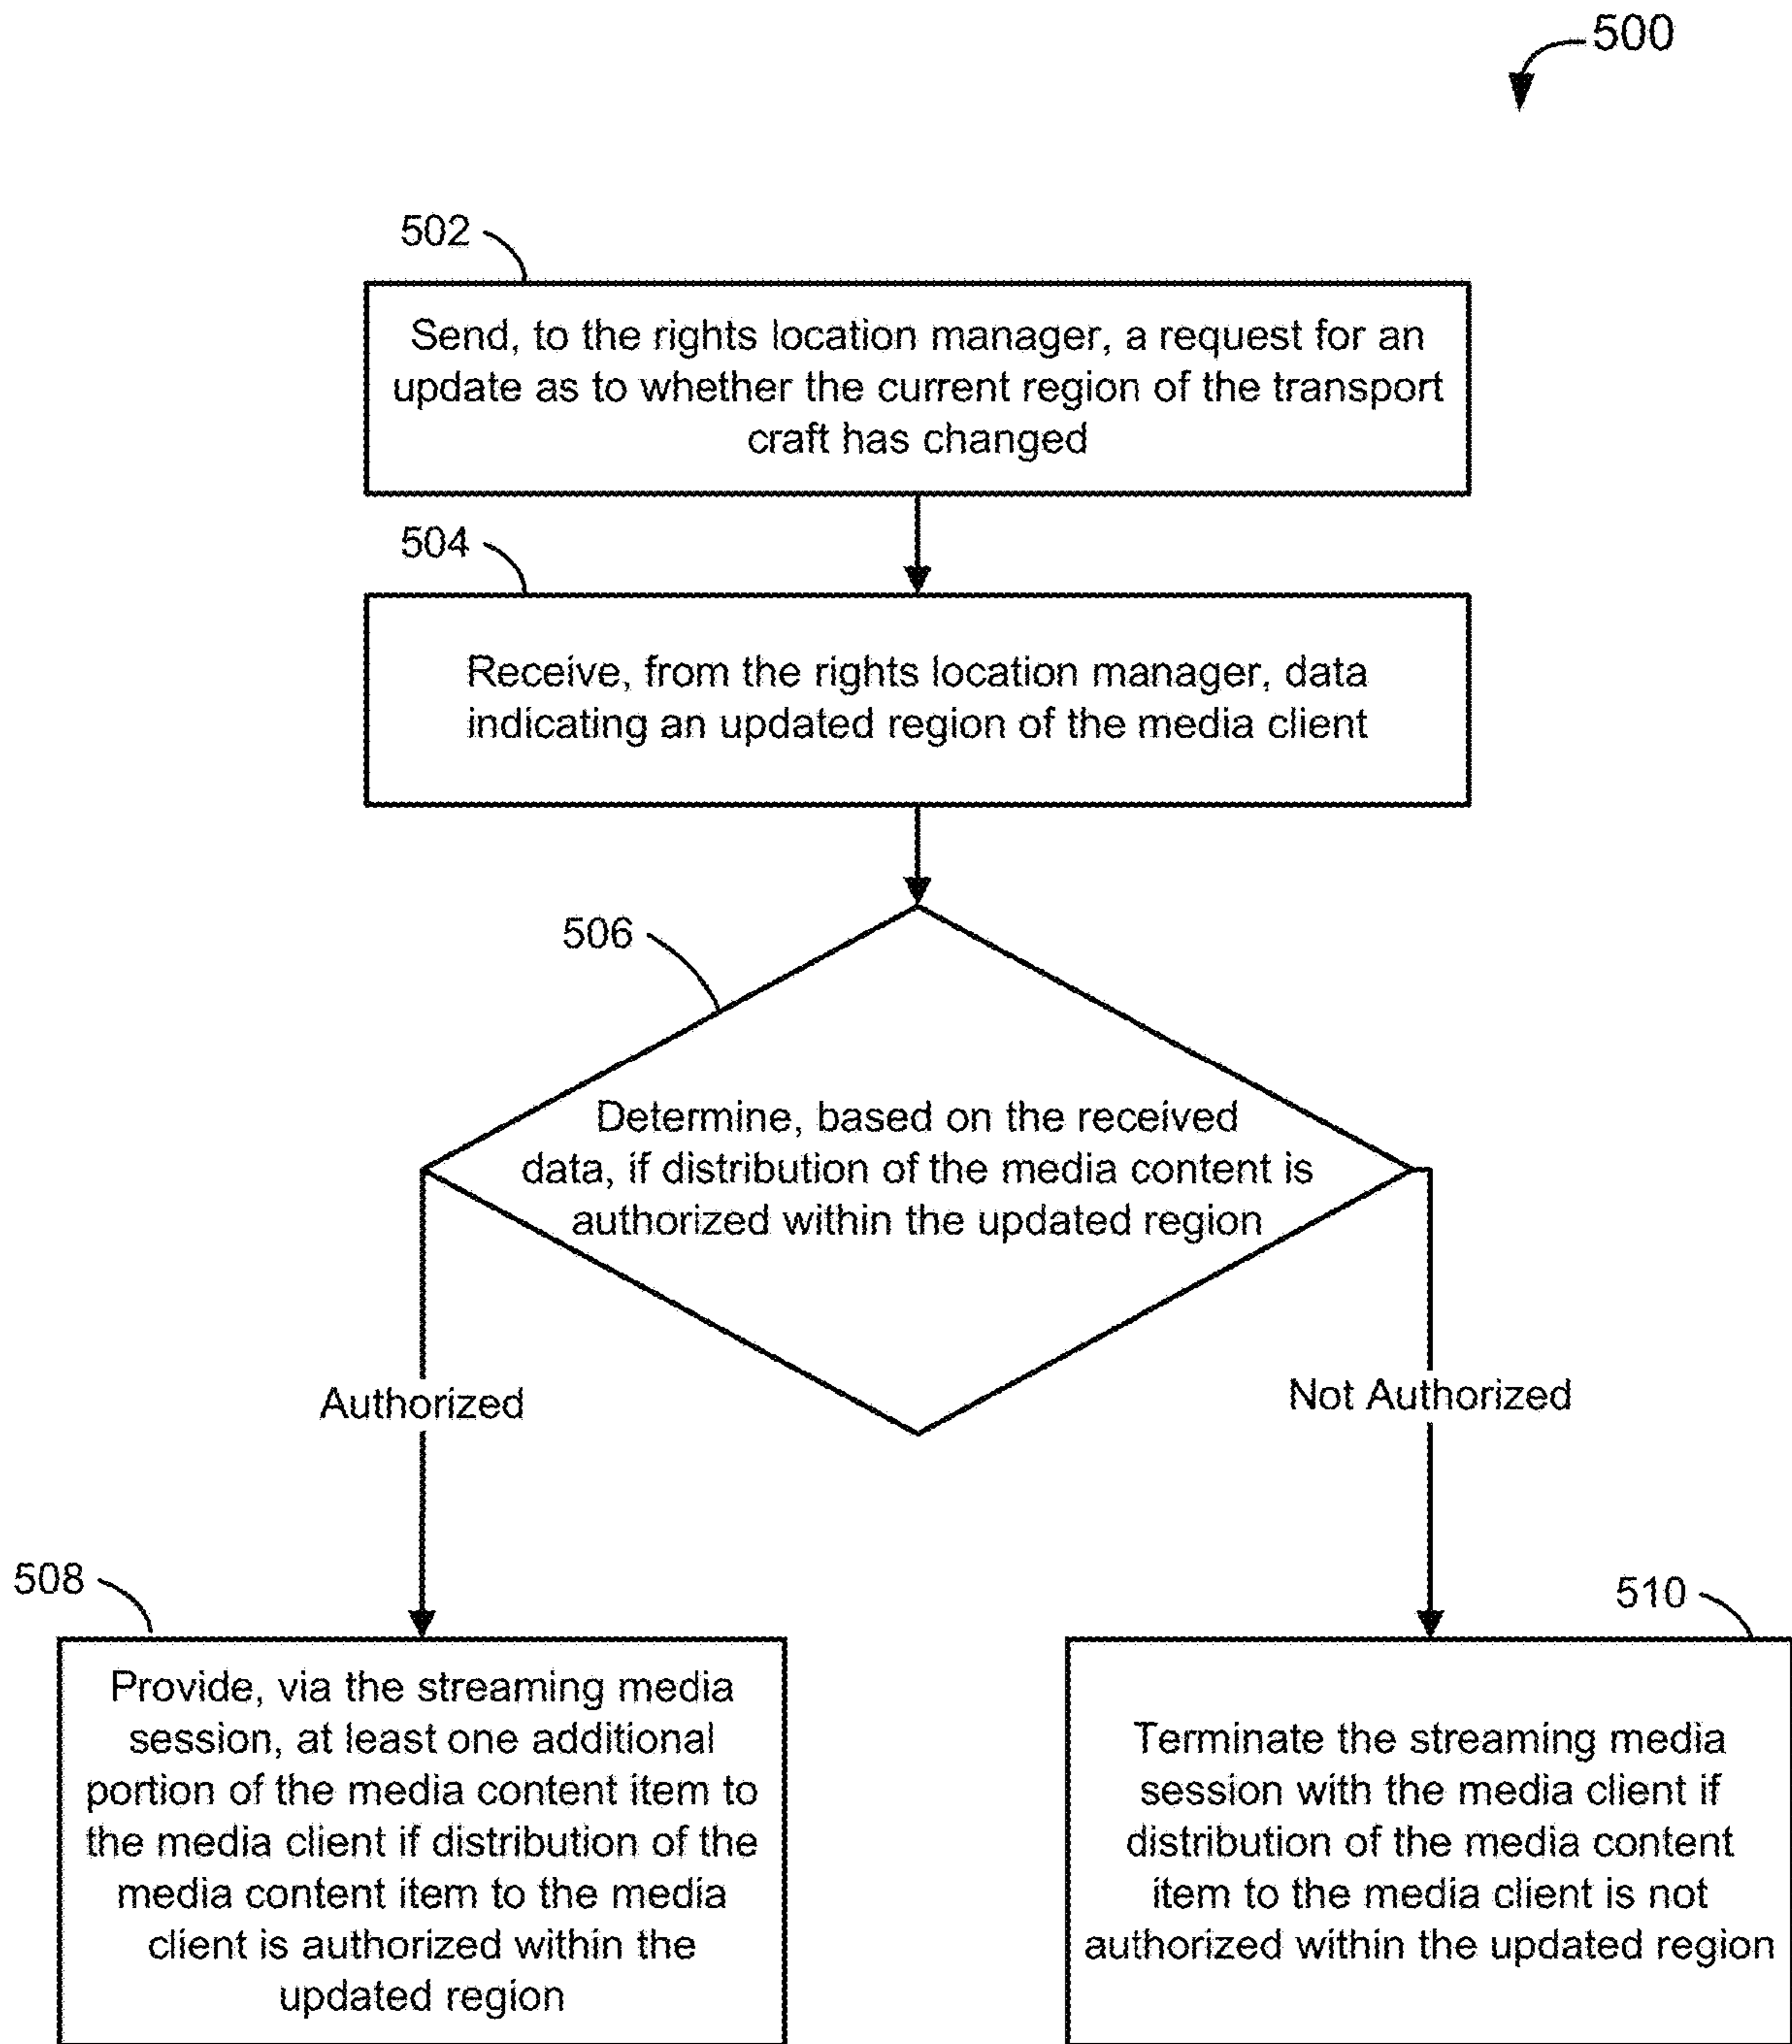 500
502
Send, to the rights location manager, a request for an
update as to whether the current region of the transport
craft has changed
504
Receive, from the rights location manager, data
indicating an updated region of the media client
506
Determine, based on the received
data, if distribution of the media content is
authorized within the updated region
Authorized
Not Authorized
508
Provide, via the streaming media
session, at least one additional
portion of the media content item to
the media client if distribution of the
media content item to the media
client is authorized within the
updated region
510
Terminate the streaming media
session with the media client if
distribution of the media content
item to the media client is not
authorized within the updated region